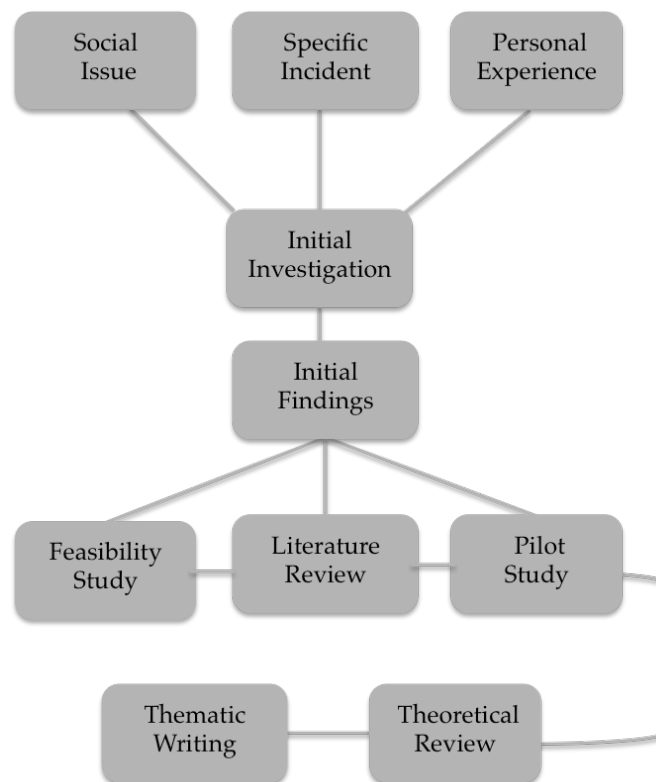 Social
Issue
Specific
Incident
Personal
Experience
Initial
Investigation
Initial
Findings
Feasibility
Study
Literature
Review
Pilot
Study
Thematic
Writing
Theoretical
Review